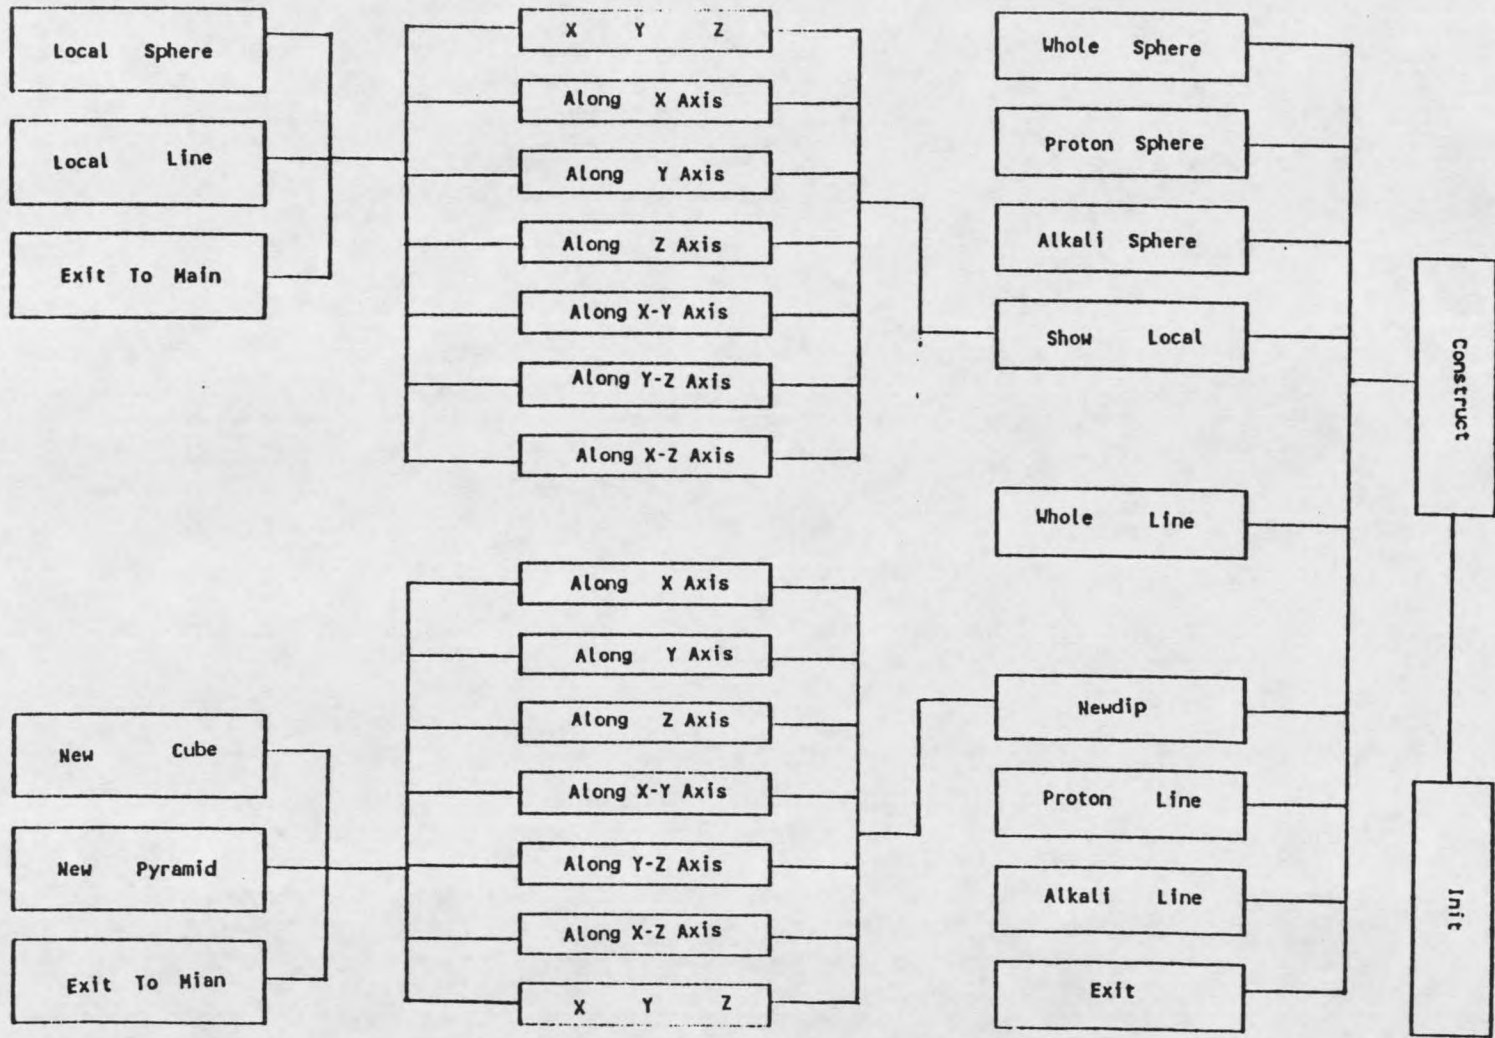 Local Sphere
Local Line
Exit To Main
X Y Z
Along X Axis
Along Y Axis
Along Z Axis
Along X-Y Axis
Along Y-Z Axis
Along X-Z Axis
Whole Sphere
Proton Sphere
Alkali Sphere
Show Local
Whole Line
Construct
New Cube
New Pyramid
Exit To Mian
Along X Axis
Along Y Axis
Along Z Axis
Along X-Y Axis
Along Y-Z Axis
Along X-Z Axis
X Y Z
Newdip
Proton Line
Alkali Line
Exit
Init